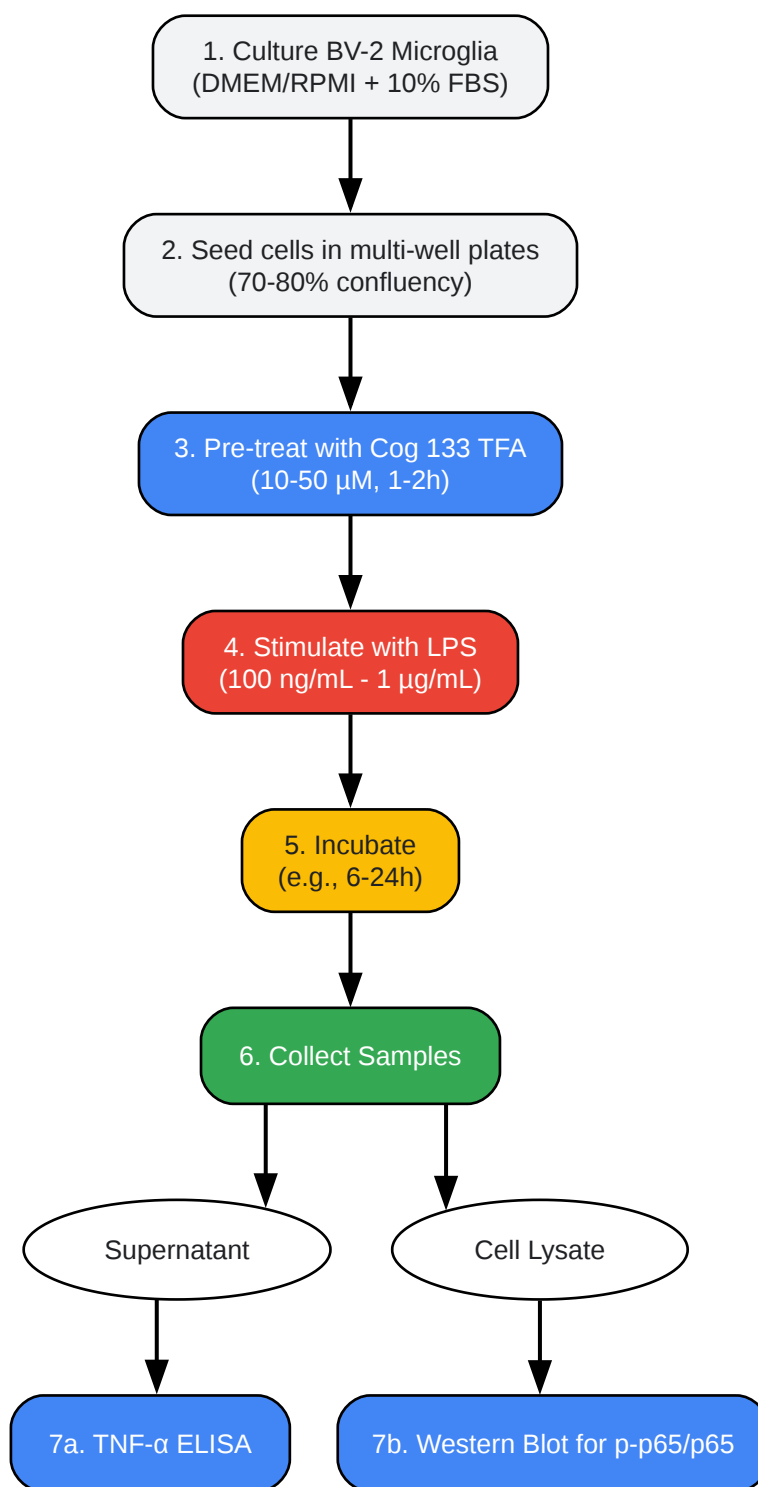 1. Culture BV-2 Microglia
(DMEM/RPMI + 10% FBS)
2. Seed cells in multi-well plates
(70-80% confluency)
3. Pre-treat with Cog 133 TFA
(10-50 µM, 1-2h)
4. Stimulate with LPS
(100 ng/mL - 1 µg/mL)
5. Incubate
(e.g., 6-24h)
6. Collect Samples
Supernatant
Cell Lysate
7a. TNF-α ELISA
7b. Western Blot for p-p65/p65